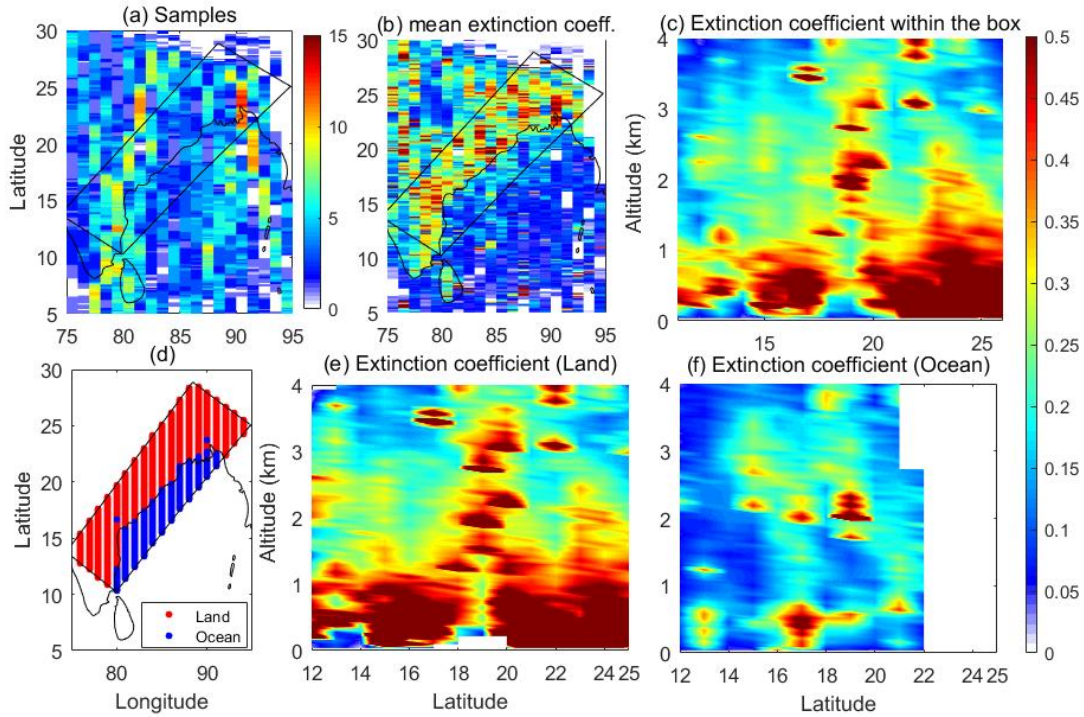 (a) Samples
30
25
20
15
10
5
75 80 85 90 95
Latitude
15
10
5
0
(b) mean extinction coeff.
30
25
20
15
10
5
75 80 85 90 95
(c) Extinction coefficient within the box
4
3
2
1
0
15 20 25
Altitude (km)
0.5
0.45
0.4
0.35
0.3
0.25
0.2
0.15
0.1
0.05
0
(d)
30
25
20
15
10
5
80 90
Latitude
Longitude
Land
Ocean
(e) Extinction coefficient (Land)
4
3
2
1
0
12 14 16 18 20 22 24 25
Altitude (km)
Latitude
(f) Extinction coefficient (Ocean)
4
3
2
1
0
12 14 16 18 20 22 24 25
Latitude